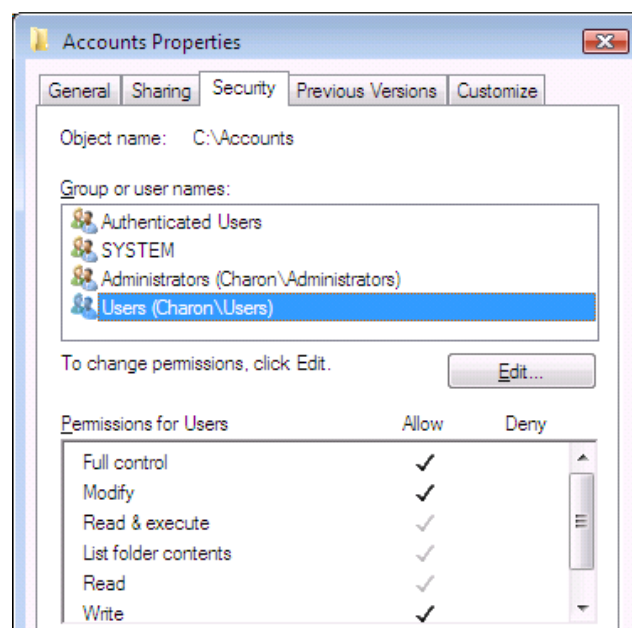 Accounts Properties
General Sharing Security Previous Versions Customize
Object name: C:\Accounts
Group or user names:
Authenticated Users
SYSTEM
Administrators (Charon\Administrators)
Users (Charon\Users)
To change permissions, click Edit.
Edit...
Permissions for Users Allow Deny
Full control
Modify
Read & execute
List folder contents
Read
Write